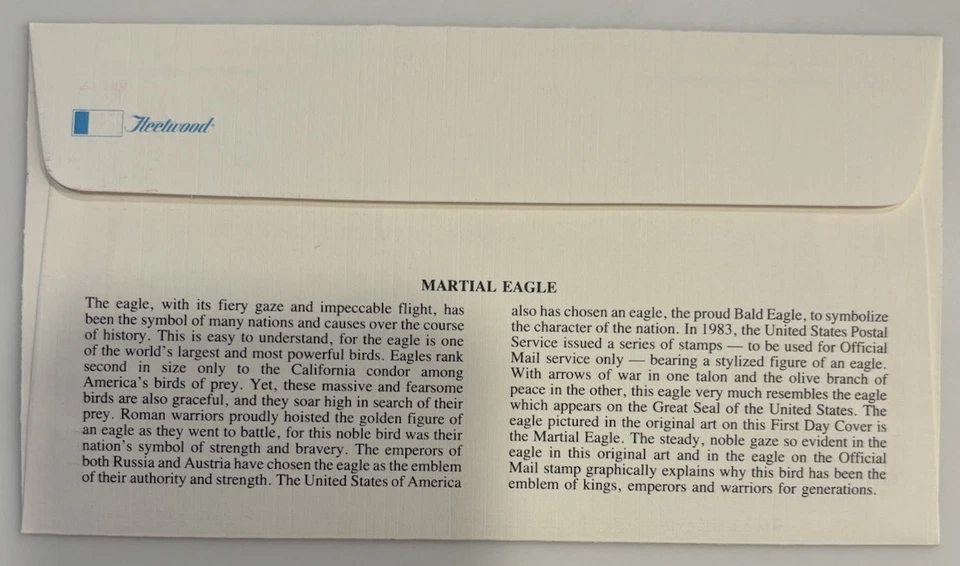 Fleetwood
MARTIAL EAGLE
The eagle, with its fiery gaze and impeccable flight, has
been the symbol of many nations and causes over the course
of history. This is easy to understand, for the eagle is one
of the world's largest and most powerful birds. Eagles rank
second in size only to the California condor among
America's birds of prey. Yet, these massive and fearsome
birds are also graceful, and they soar high in search of their
prey. Roman warriors proudly hoisted the golden figure of
an eagle as they went to battle, for this noble bird was their
nation's symbol of strength and bravery. The emperors of
both Russia and Austria have chosen the eagle as the emblem
of their authority and strength. The United States of America
also has chosen an eagle, the proud Bald Eagle, to symbolize
the character of the nation. In 1983, the United States Postal
Service issued a series of stamps — to be used for Official
Mail service only — bearing a stylized figure of an eagle.
With arrows of war in one talon and the olive branch of
peace in the other, this eagle very much resembles the eagle
which appears on the Great Seal of the United States. The
eagle pictured in the original art on this First Day Cover is
the Martial Eagle. The steady, noble gaze so evident in the
eagle in this original art and in the eagle on the Official
Mail stamp graphically explains why this bird has been the
emblem of kings, emperors and warriors for generations.